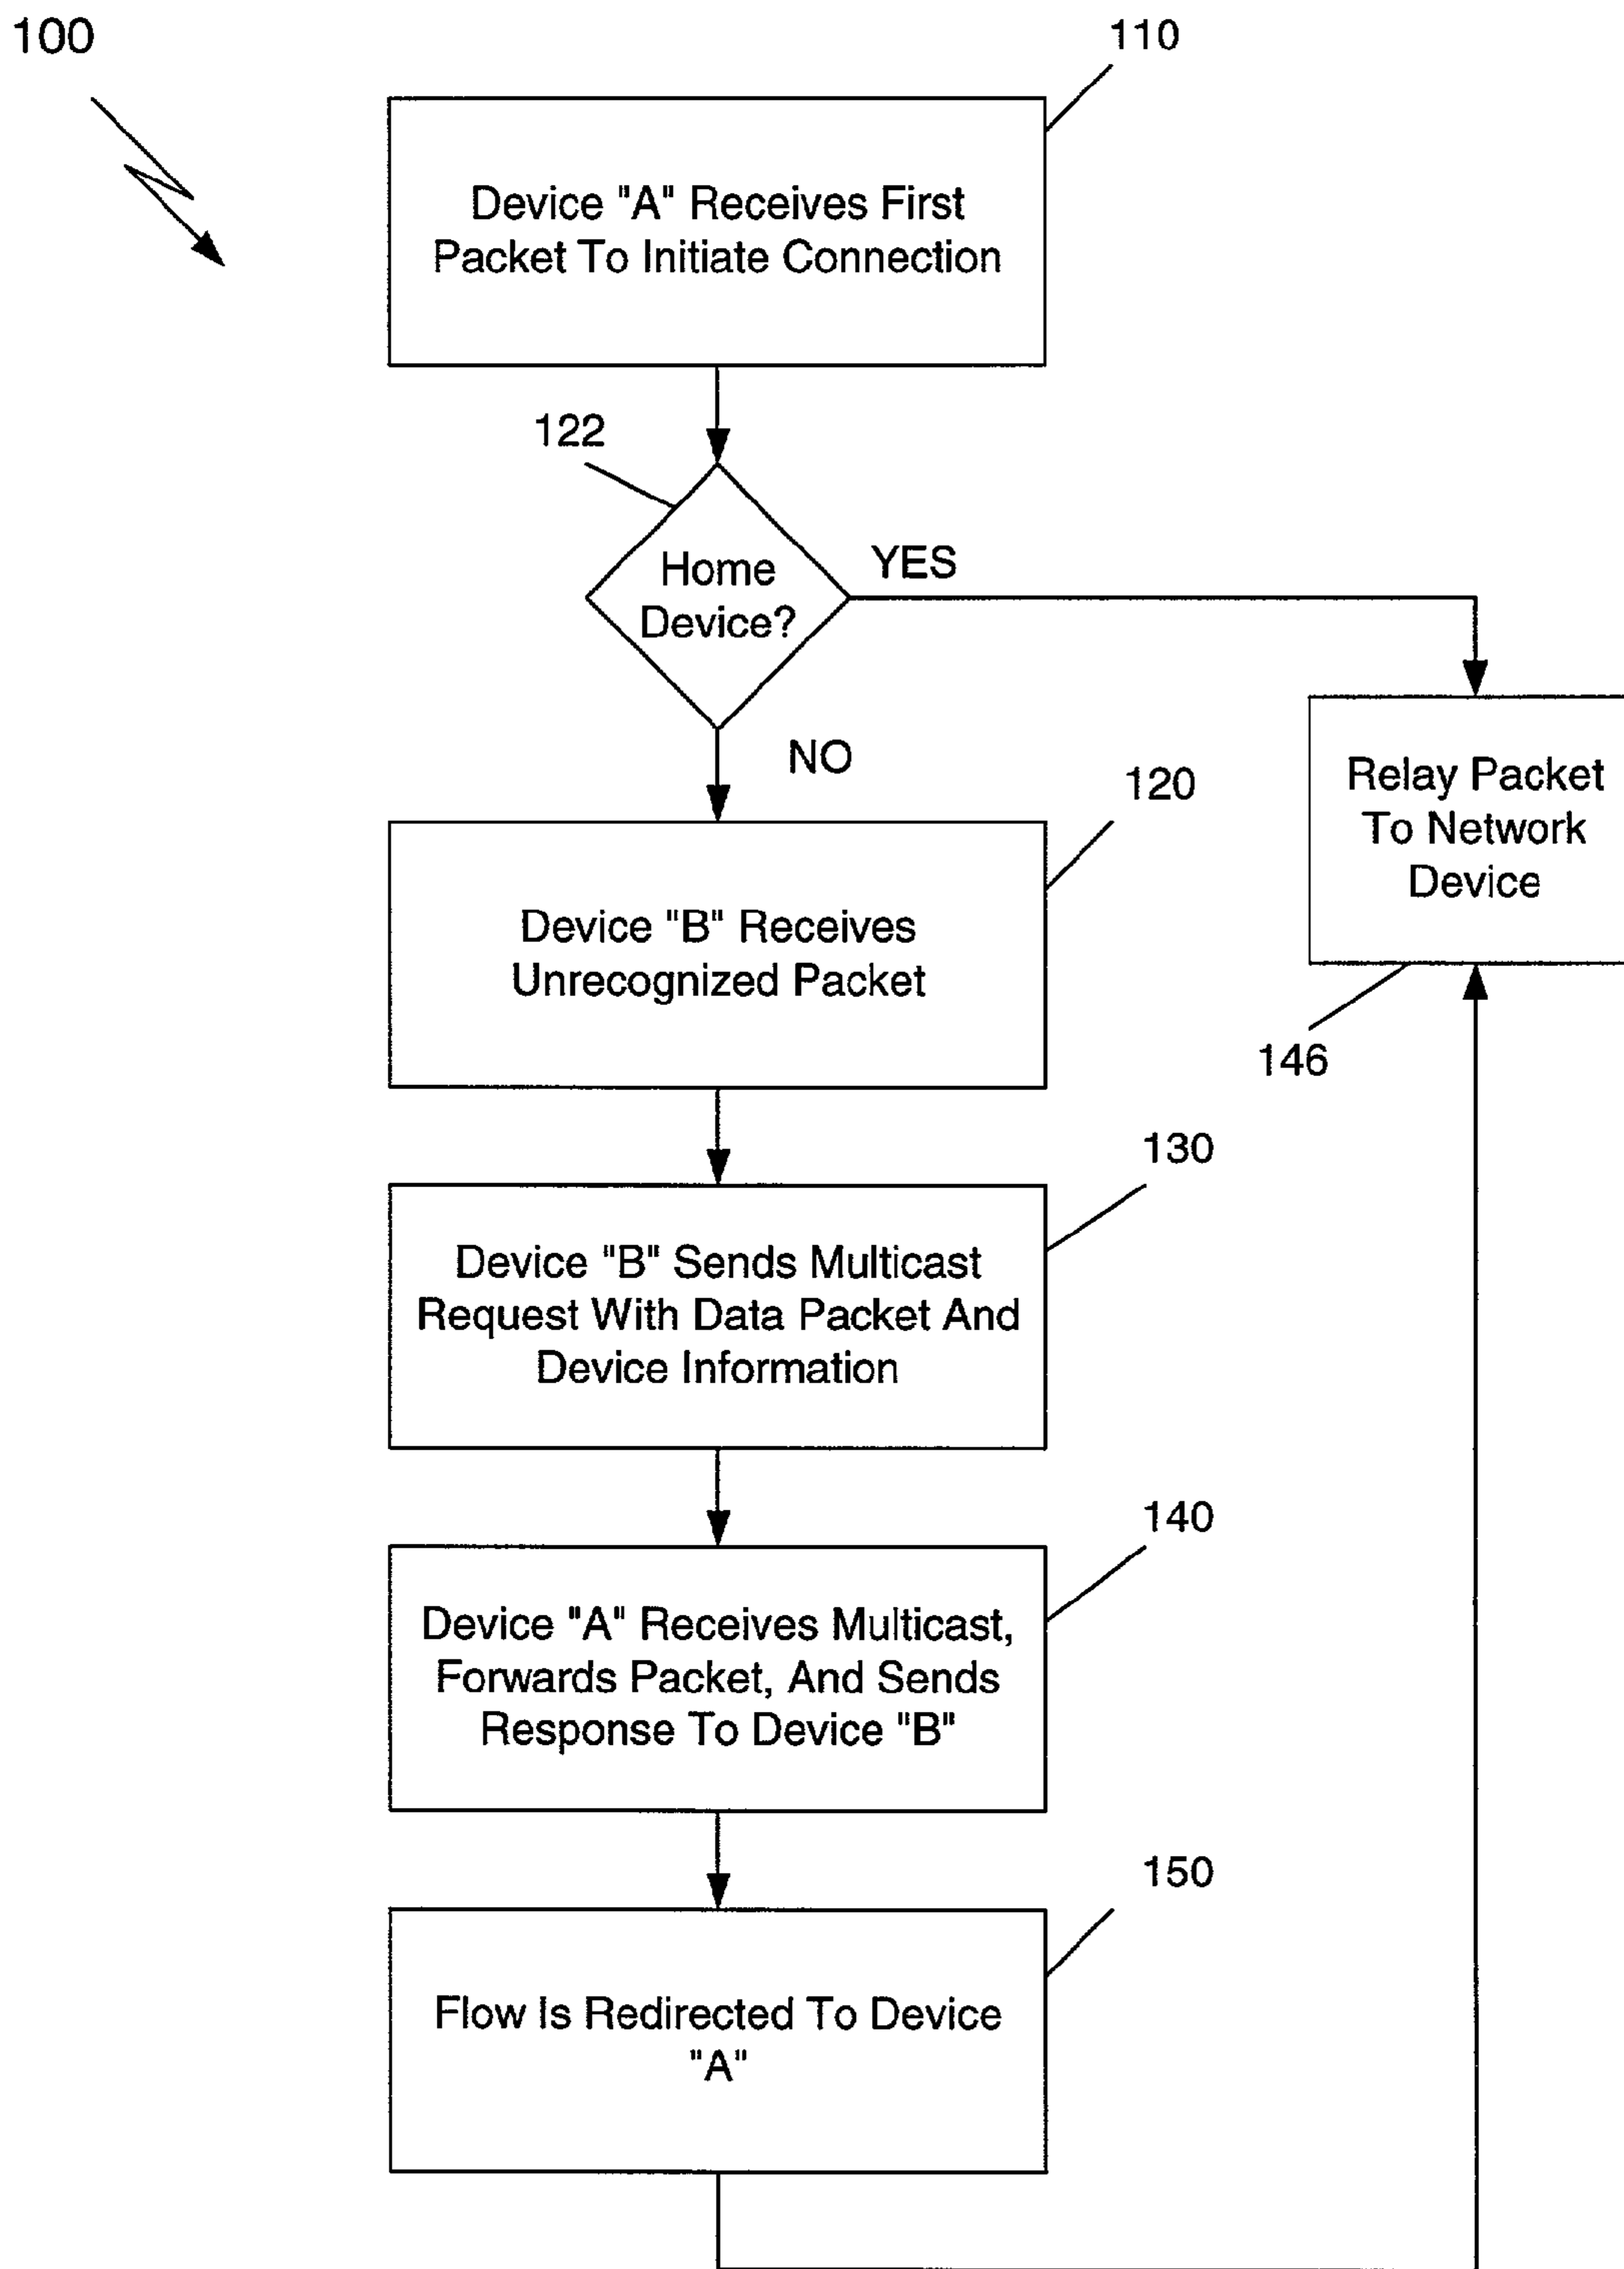 100
110
Device "A" Receives First
Packet To Initiate Connection
122
Home
Device?
YES
NO
120
Relay Packet
To Network
Device
146
Device "B" Receives
Unrecognized Packet
130
Device "B" Sends Multicast
Request With Data Packet And
Device Information
140
Device "A" Receives Multicast,
Forwards Packet, And Sends
Response To Device "B"
150
Flow Is Redirected To Device
"A"